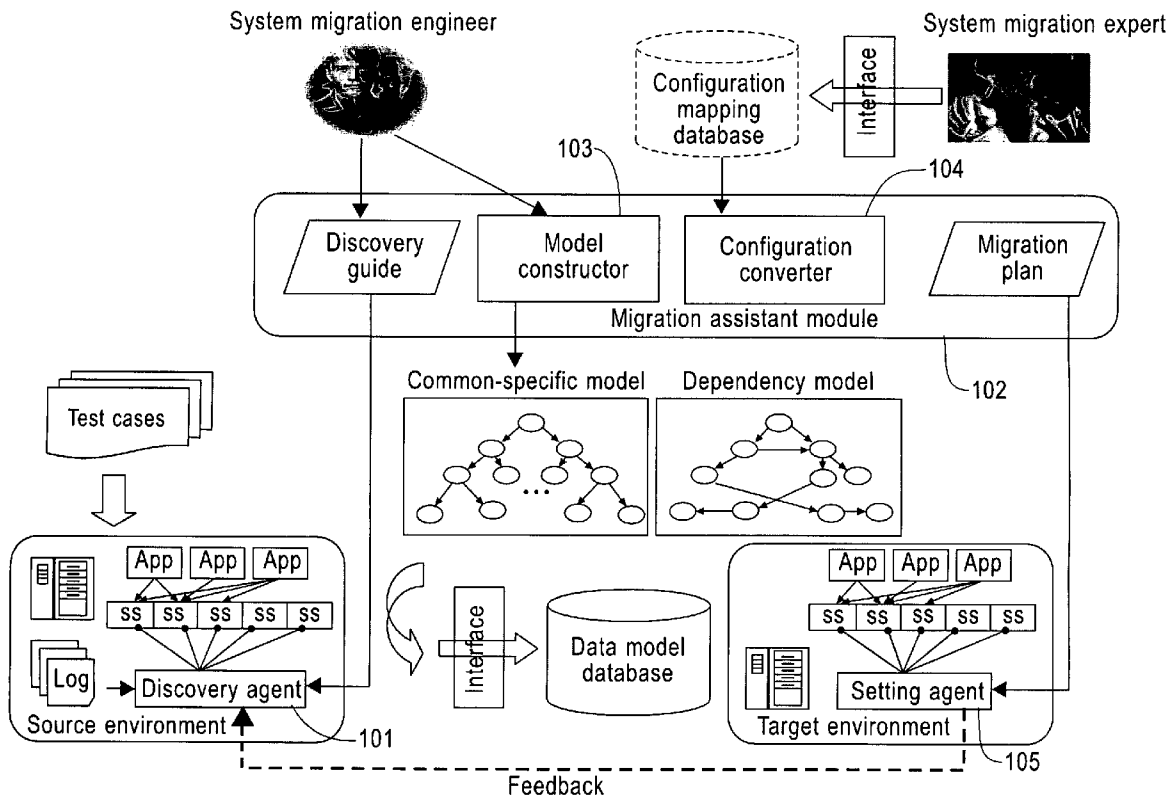 System migration engineer
System migration expert
Configuration
mapping
database
Interface
103
104
Discovery
guide
Model
constructor
Configuration
converter
Migration
plan
Migration assistant module
102
Common-specific model
Dependency model
Test cases
App
App
App
SS
SS
SS
SS
SS
Log
Discovery agent
Source environment
101
Interface
Data model
database
App
App
App
SS
SS
SS
SS
SS
Setting agent
Target environment
105
Feedback